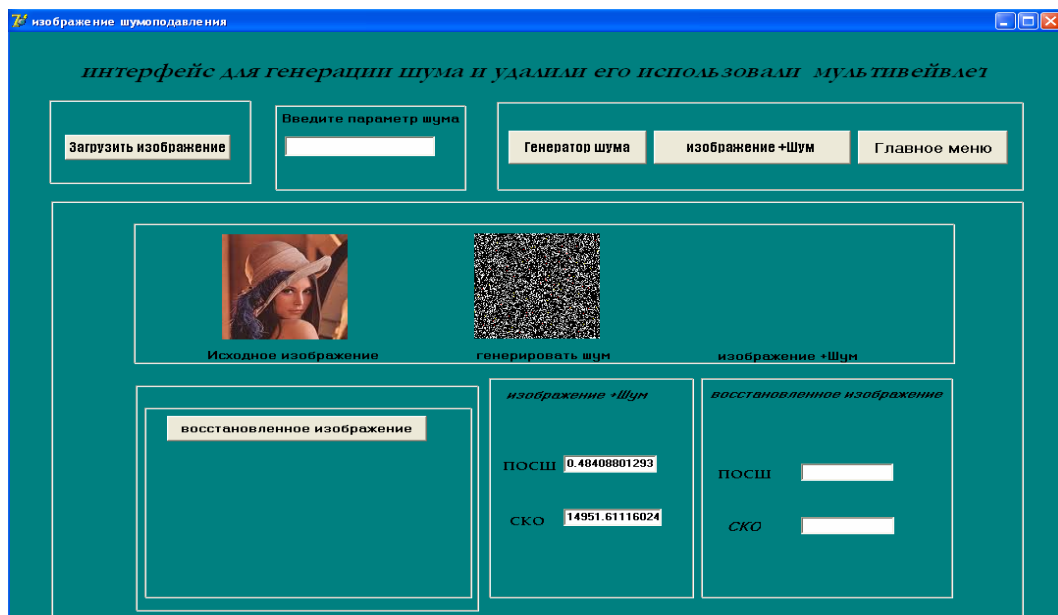 изображение шумоподавления
интерфейс для генерации шума и удалили его использовали мультивейвлет
Введите параметр шума
Загрузить изображение
Генератор шума
изображение +Шум
Главное меню
Исходное изображение
генерировать шум
изображение +Шум
восстановленное изображение
изображение +Шум
ПОСШ 0.48408801293
СКО 14951.61116024
восстановленное изображение
ПОСШ
СКО